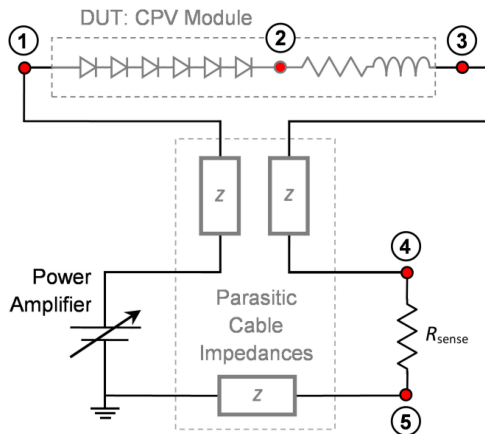 DUT: CPV Module
1
2
3
Z
Z
4
Power
Amplifier
Parasitic
Cable
Impedances
Rsense
Z
5